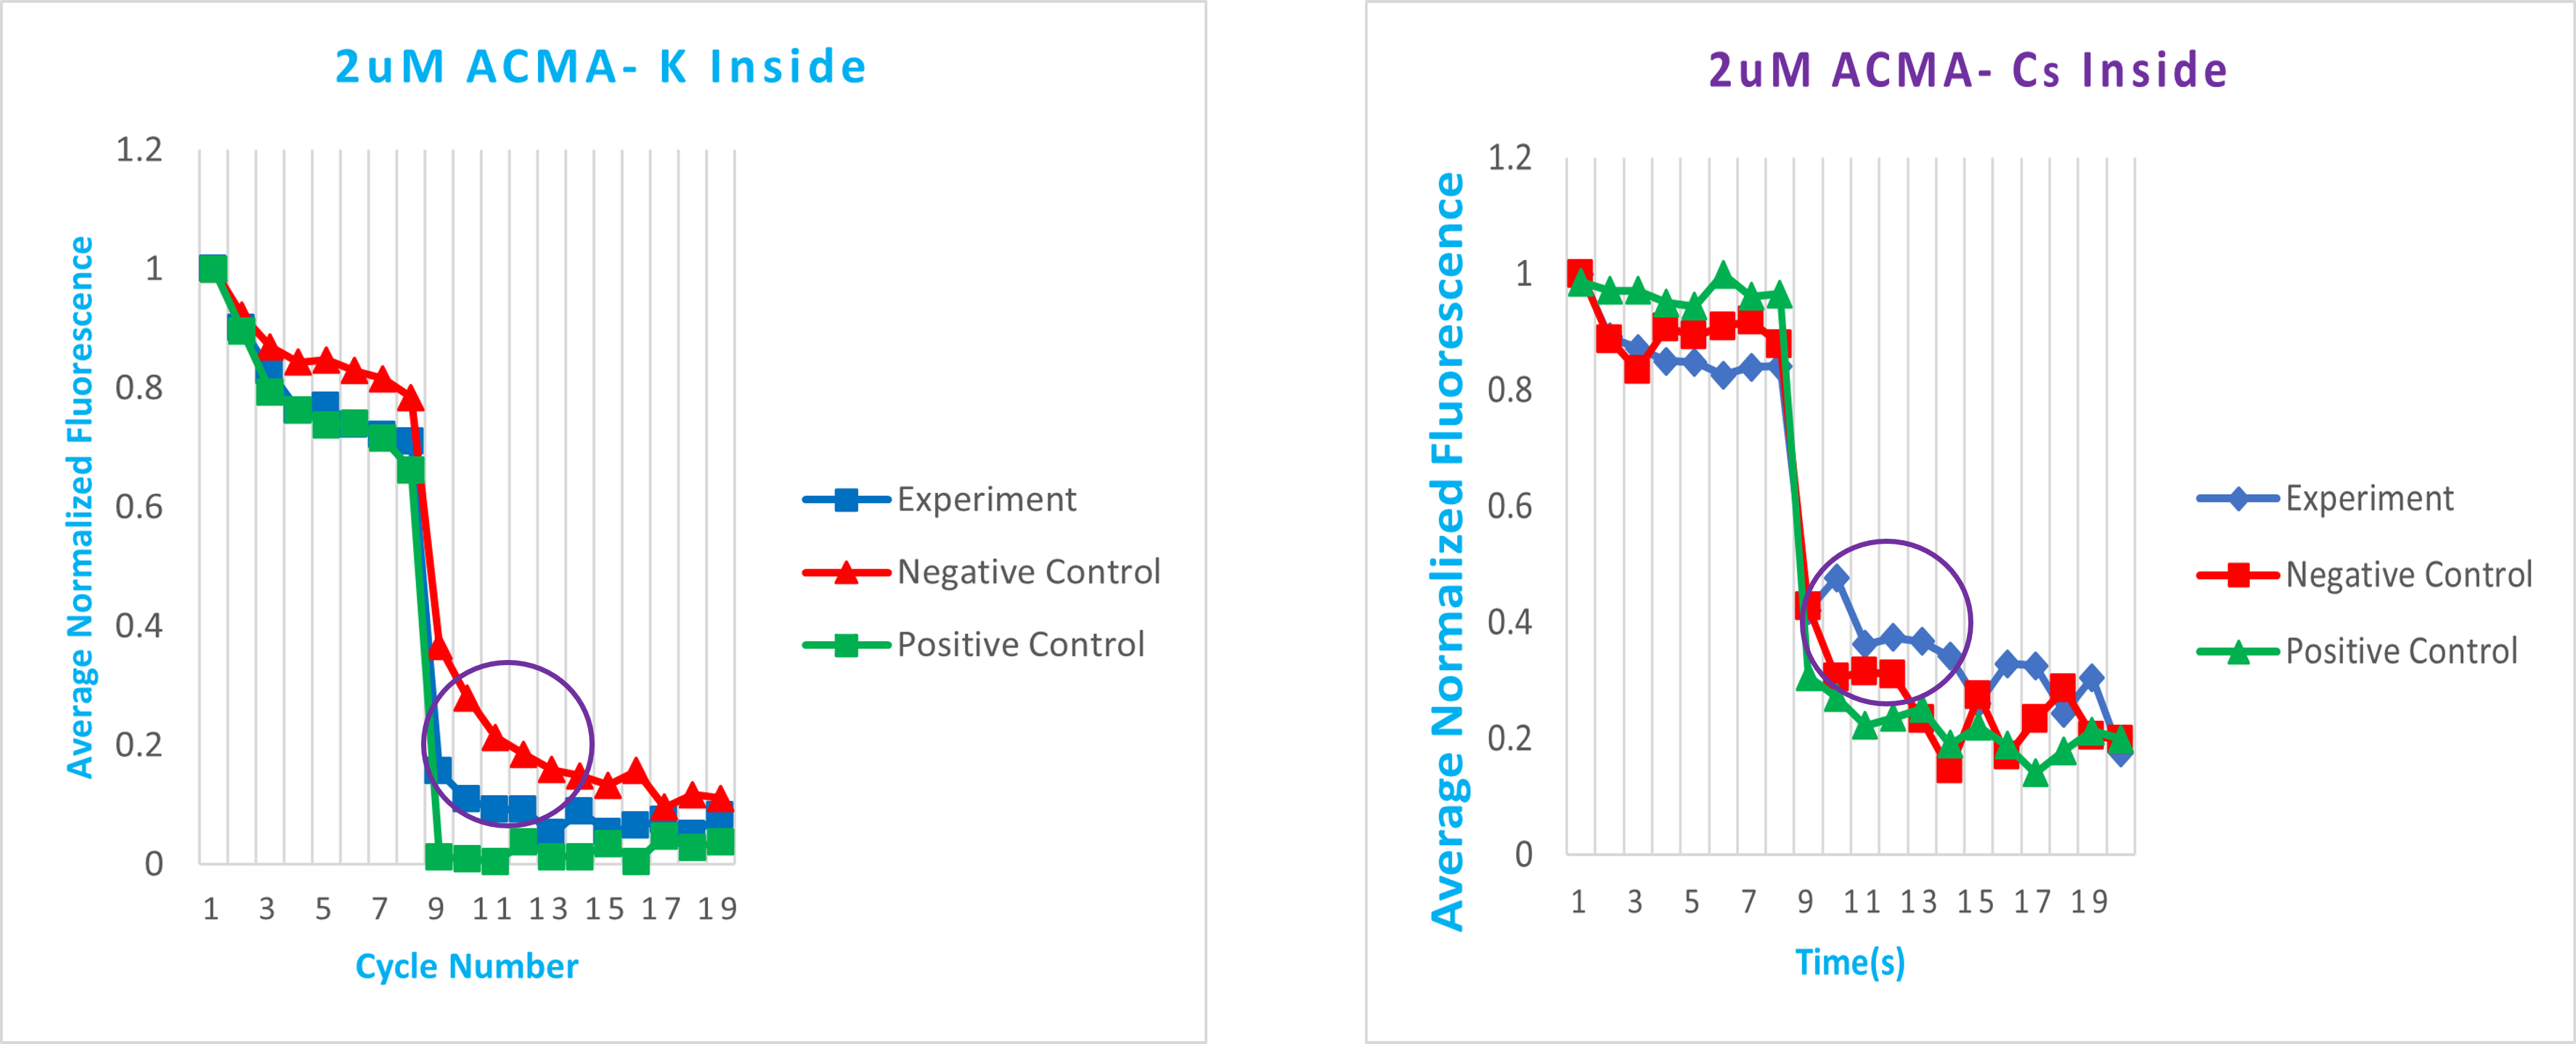 2uM ACMA- K Inside
Average Normalized Fluorescence
1.2
1
0.8
0.6
0.4
0.2
0
1 3 5 7 9 11 13 15 17 19
Cycle Number
Experiment
Negative Control
Positive Control
2uM ACMA- Cs Inside
Average Normalized Fluorescence
1.2
1
0.8
0.6
0.4
0.2
0
1 3 5 7 9 11 13 15 17 19
Time(s)
Experiment
Negative Control
Positive Control